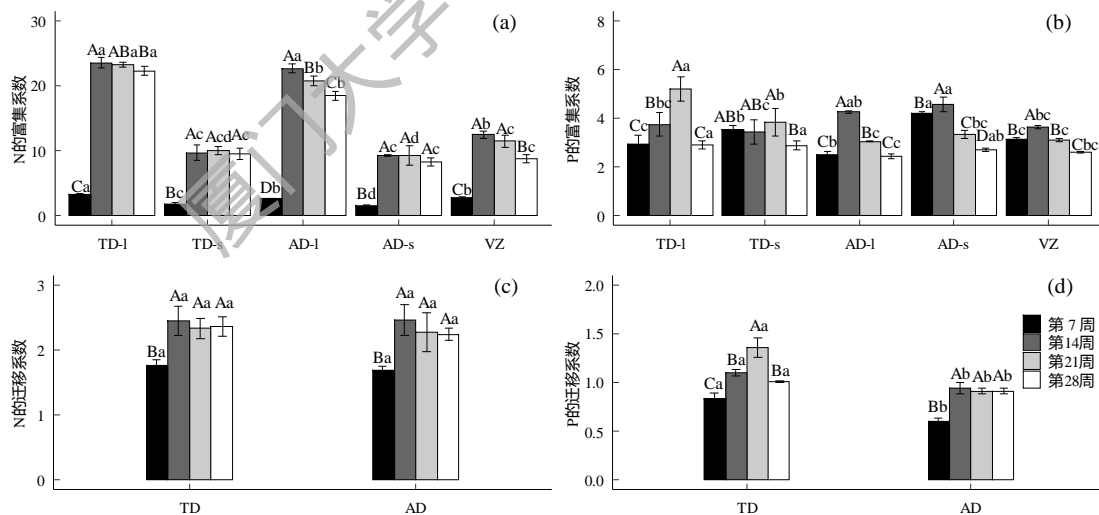 (a)
N的富集系数
30
20
10
0
Ca Aa ABa Ba
Bc Ac Acd Ac
Db Aa Bb Cb
Bd Ac Ad Ac
Cb Ab Ac Bc
TD-l TD-s AD-l AD-s VZ
(b)
P的富集系数
8
6
4
2
0
Cc Bbc Aa Ca
ABb ABc Ab Ba
Cb Aab Bc Cc
Ba Aa Cbc Dab
Bc Abc Bc Cbc
TD-l TD-s AD-l AD-s VZ
(c)
N的迁移系数
3
2
1
0
Ba Aa Aa Aa
Ba Aa Aa Aa
TD AD
(d)
P的迁移系数
2.0
1.5
1.0
0.5
0.0
Ca Ba Aa Ba
Bb Ab Ab Ab
TD AD
第 7 周
第14周
第21周
第28周
厦门大学